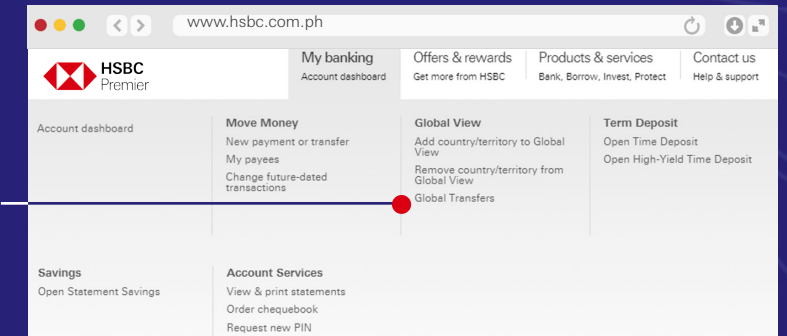 www.hsbc.com.ph
HSBC
Premier
My banking
Account dashboard
Offers & rewards
Get more from HSBC
Products & services
Bank, Borrow, Invest, Protect
Contact us
Help & support
Account dashboard
Move Money
New payment or transfer
My payees
Change future-dated
transactions
Global View
Add country/territory to Global
View
Remove country/territory from
Global View
Global Transfers
Term Deposit
Open Time Deposit
Open High-Yield Time Deposit
Savings
Open Statement Savings
Account Services
View & print statements
Order chequebook
Request new PIN